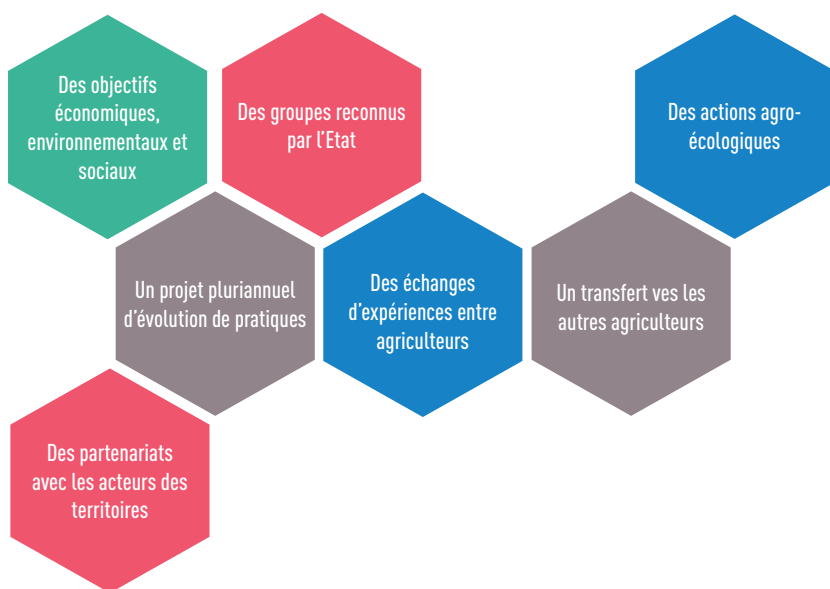 Des objectifs
économiques,
environnementaux et
sociaux
Des groupes reconnus
par l'Etat
Des actions agro-
écologiques
Un projet pluriannuel
d'évolution de pratiques
Des échanges
d'expériences entre
agriculteurs
Un transfert ves les
autres agriculteurs
Des partenariats
avec les acteurs des
territoires